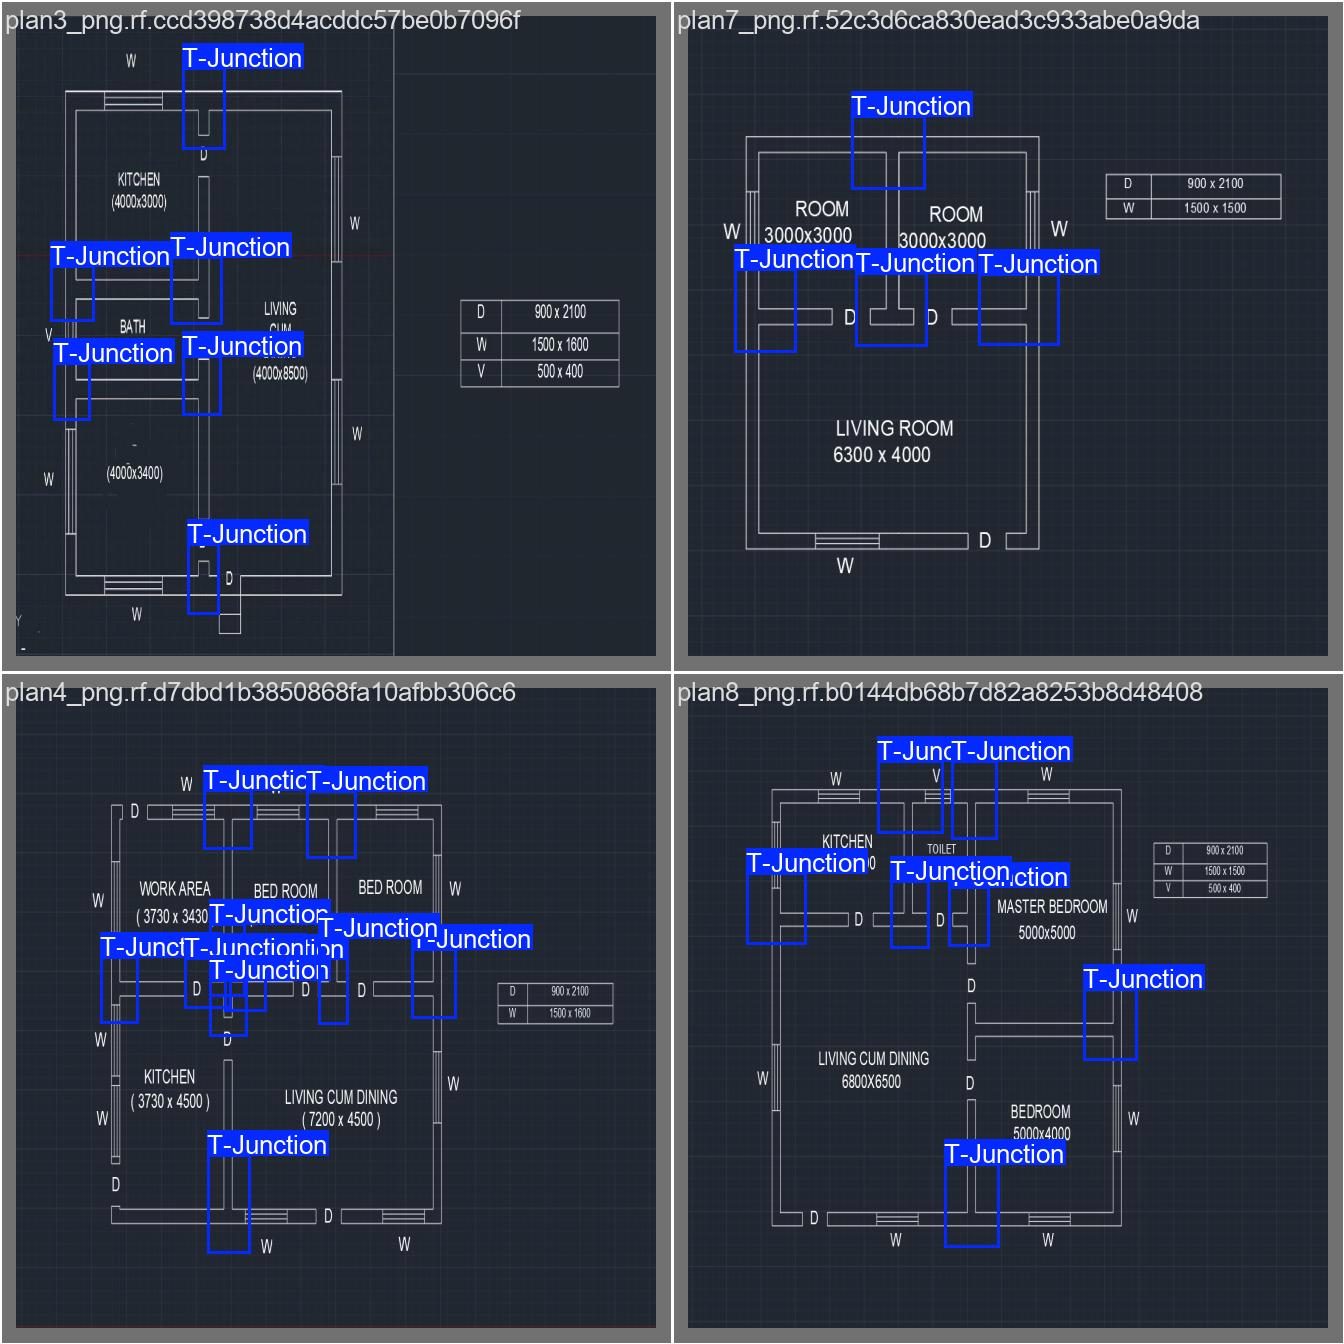 plan3_png.rf.ccd398738d4acddc57be0b7096f
W
T-Junction
D
KITCHEN
(4000x3000)
W
T-Junction
T-Junction
LIVING
CUM
BATH
V
T-Junction
T-Junction
(4000x8500)
W
W
(4000x3400)
T-Junction
D
W
Y
D 900 x 2100
W 1500 x 1600
V 500 x 400
plan7_png.rf.52c3d6ca830ead3c933abe0a9da
T-Junction
D 900 x 2100
W 1500 x 1500
ROOM
3000x3000
ROOM
3000x3000
W
W
T-Junction
T-Junction
T-Junction
D
D
LIVING ROOM
6300 x 4000
D
W
plan4_png.rf.d7dbd1b3850868fa10afbb306c6
W
T-Junctic
T-Junction
D
WORK AREA
( 3730 x 3430
BED ROOM
BED ROOM
W
W
T-Junction
T-Junction
T-Junct
T-Junction
tion
-Junction
T-Junction
D
D
D
D 900 x 2100
W 1500 x 1600
W
D
KITCHEN
( 3730 x 4500 )
W
W
LIVING CUM DINING
( 7200 x 4500 )
T-Junction
D
D
W
W
plan8_png.rf.b0144db68b7d82a8253b8d48408
T-Junc
T-Junction
W
V
W
KITCHEN
0
TOILET
T-Junction
T-Junction
unction
D 900 x 2100
W 1500 x 1500
V 500 x 400
MASTER BEDROOM
5000x5000
W
D
D
T-Junction
D
LIVING CUM DINING
6800X6500
W
D
BEDROOM
5000x4000
W
T-Junction
D
W
W